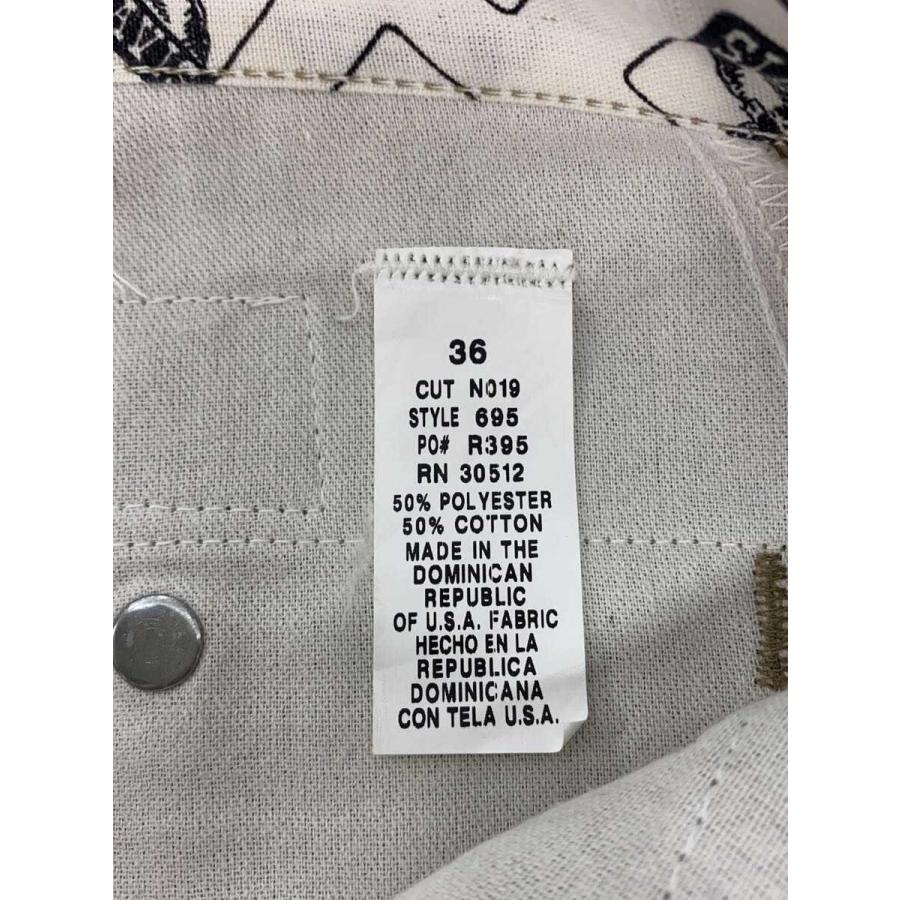 36
CUT N019
STYLE 695
PO# R395
RN 30512
50% POLYESTER
50% COTTON
MADE IN THE
DOMINICAN
REPUBLIC
OF U.S.A. FABRIC
HECHO EN LA
REPUBLICA
DOMINICANA
CON TELA U.S.A.